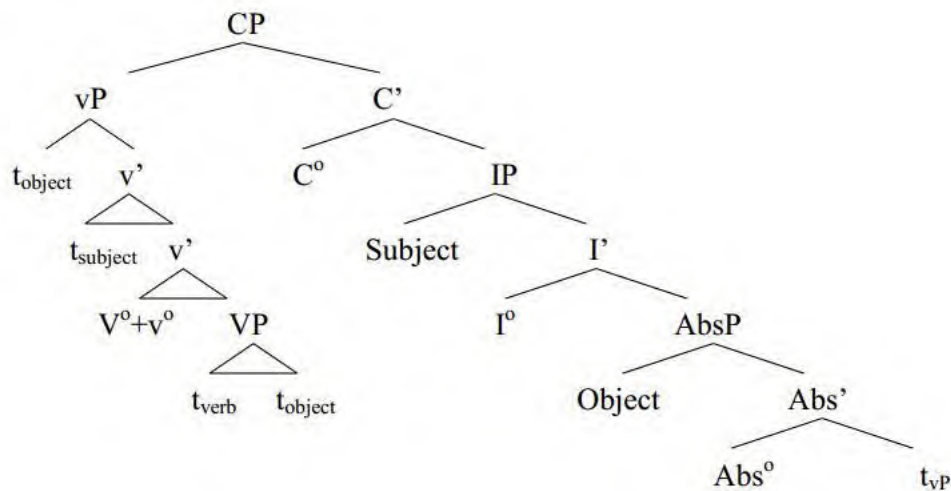 CP
vP C’
t_object v’ C° IP
t_subject v’ Subject I’
V°+v° VP I° AbsP
t_verb t_object Object Abs’
Abs° t_vP